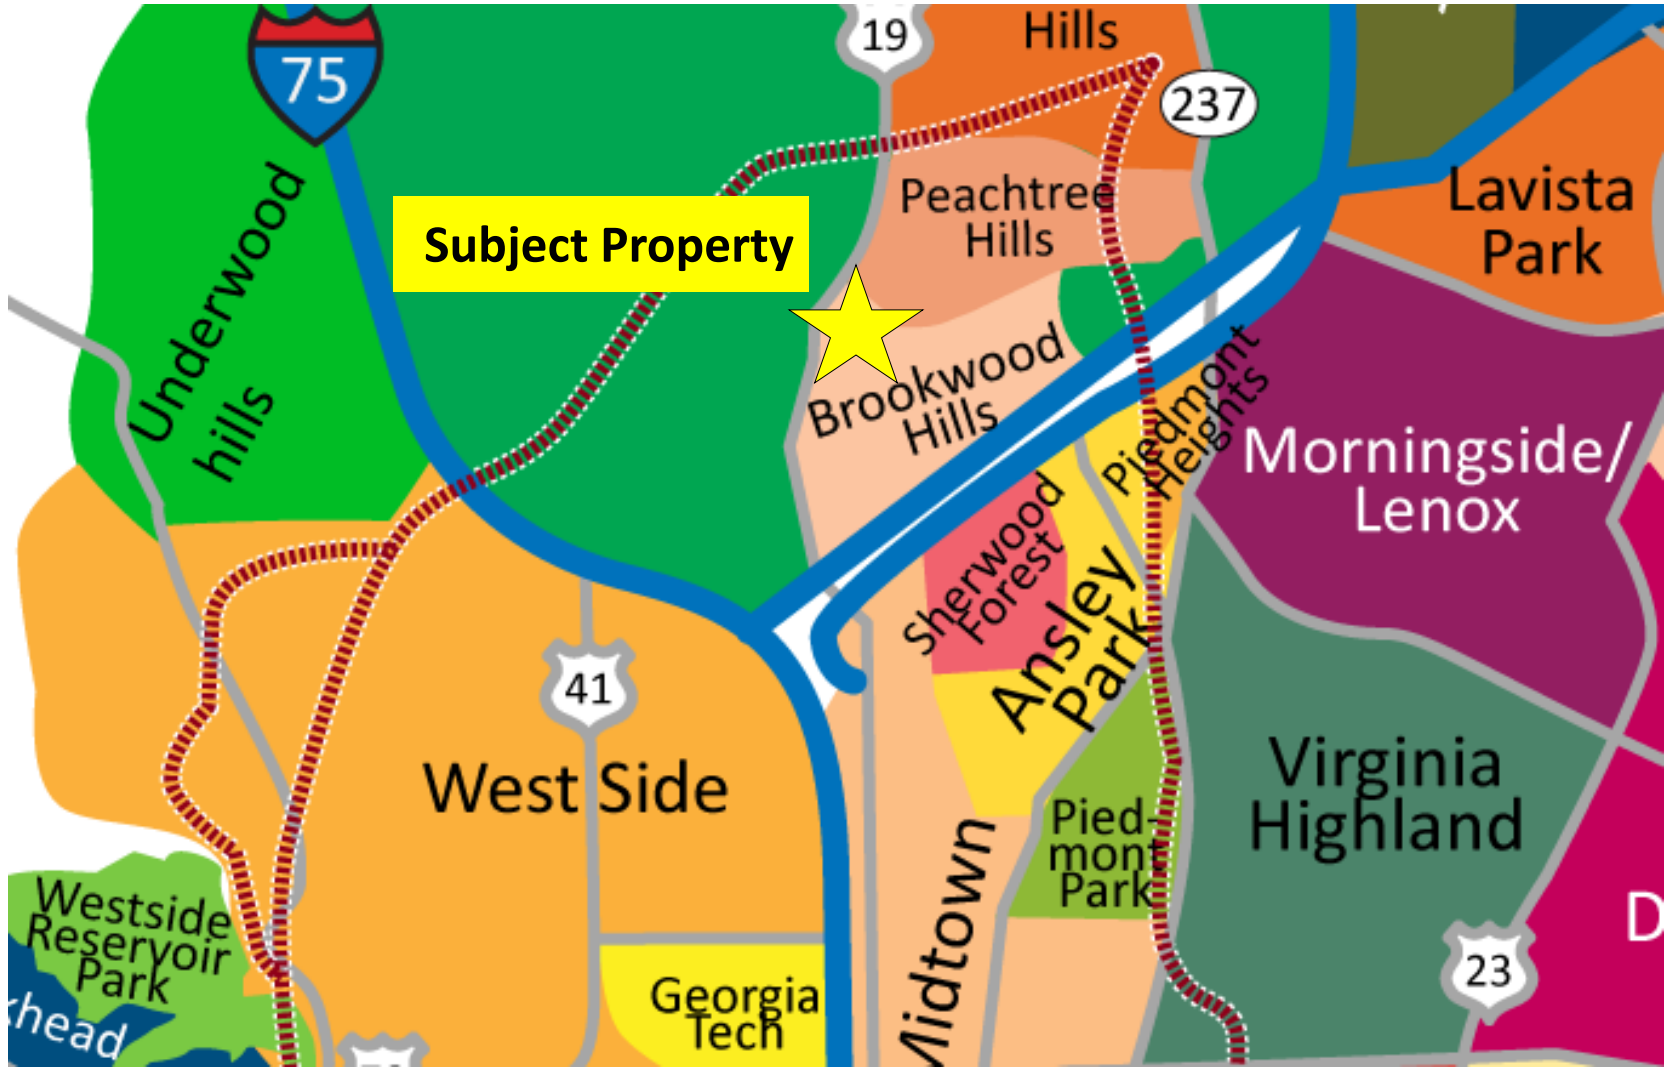 75
19
Hills
237
Underwood
hills
Subject Property
Peachtree
Hills
Lavista
Park
Brookwood
Hills
Piedmont
Heights
Morningside/
Lenox
Sherwood
Forest
Ansley
Park
41
West Side
Virginia
Highland
Pied-
mont
Park
Midtown
Westside
Reservoir
Park
khead
Georgia
Tech
23
D